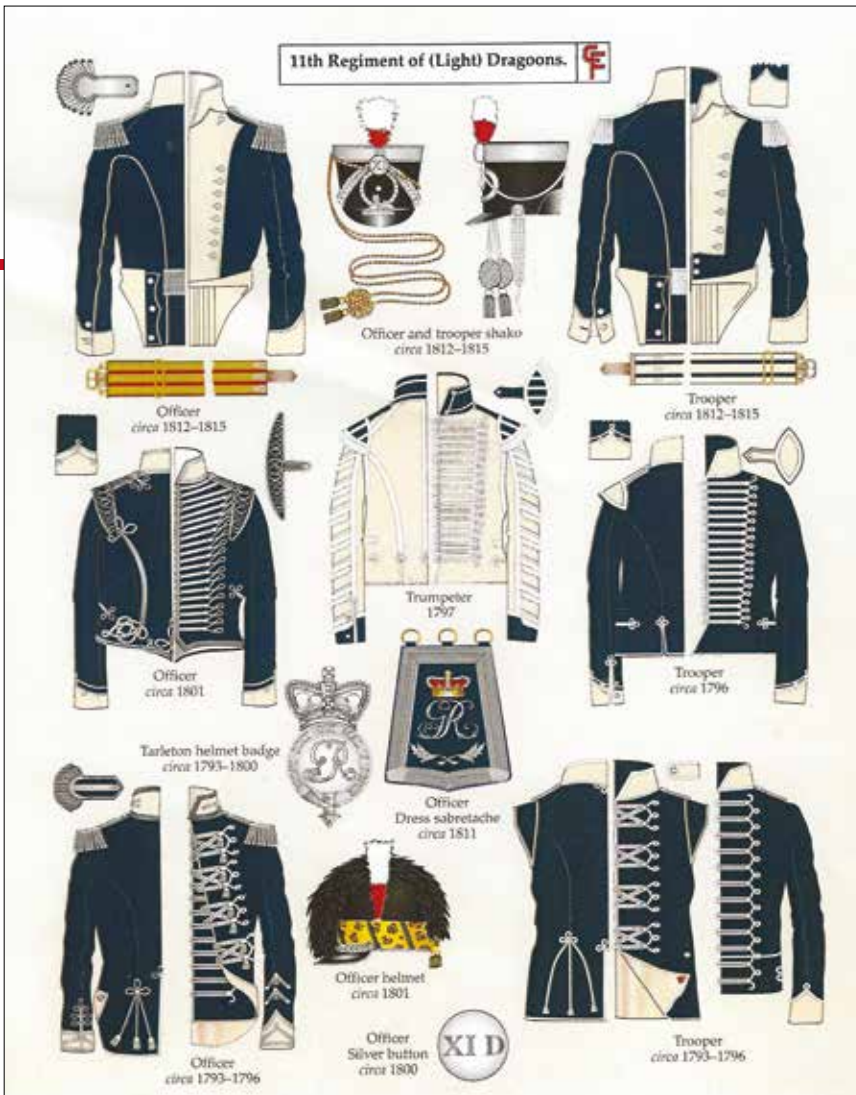 11th Regiment of (Light) Dragoons.
CFF
Officer and trooper shako
circa 1812–1815
Officer
circa 1812–1815
Trooper
circa 1812–1815
Trumpeter
1797
Officer
circa 1801
Trooper
circa 1796
Tarleton helmet badge
circa 1793–1800
GR
Officer
Dress sabretache
circa 1811
Officer helmet
circa 1801
Officer
Silver button
circa 1800
XI D
Officer
circa 1793–1796
Trooper
circa 1793–1796